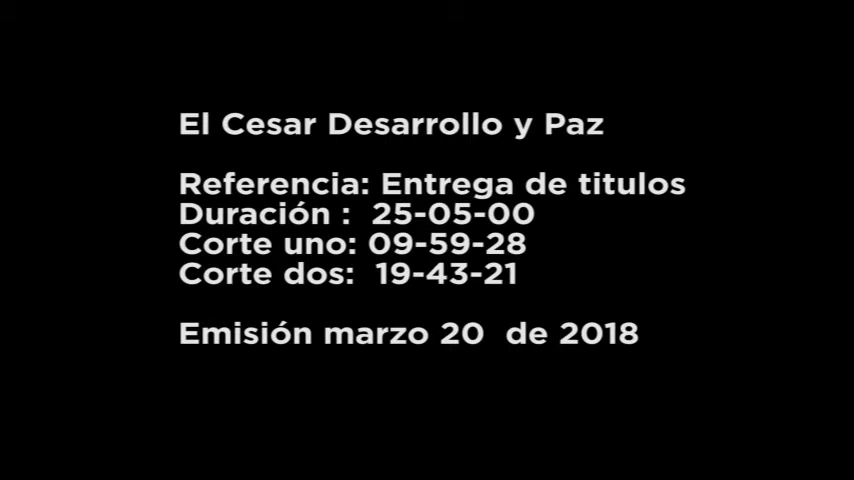 El Cesar Desarrollo y Paz
Referencia: Entrega de titulos
Duración :  25-05-00
Corte uno: 09-59-28
Corte dos:  19-43-21
Emisión marzo 20  de 2018